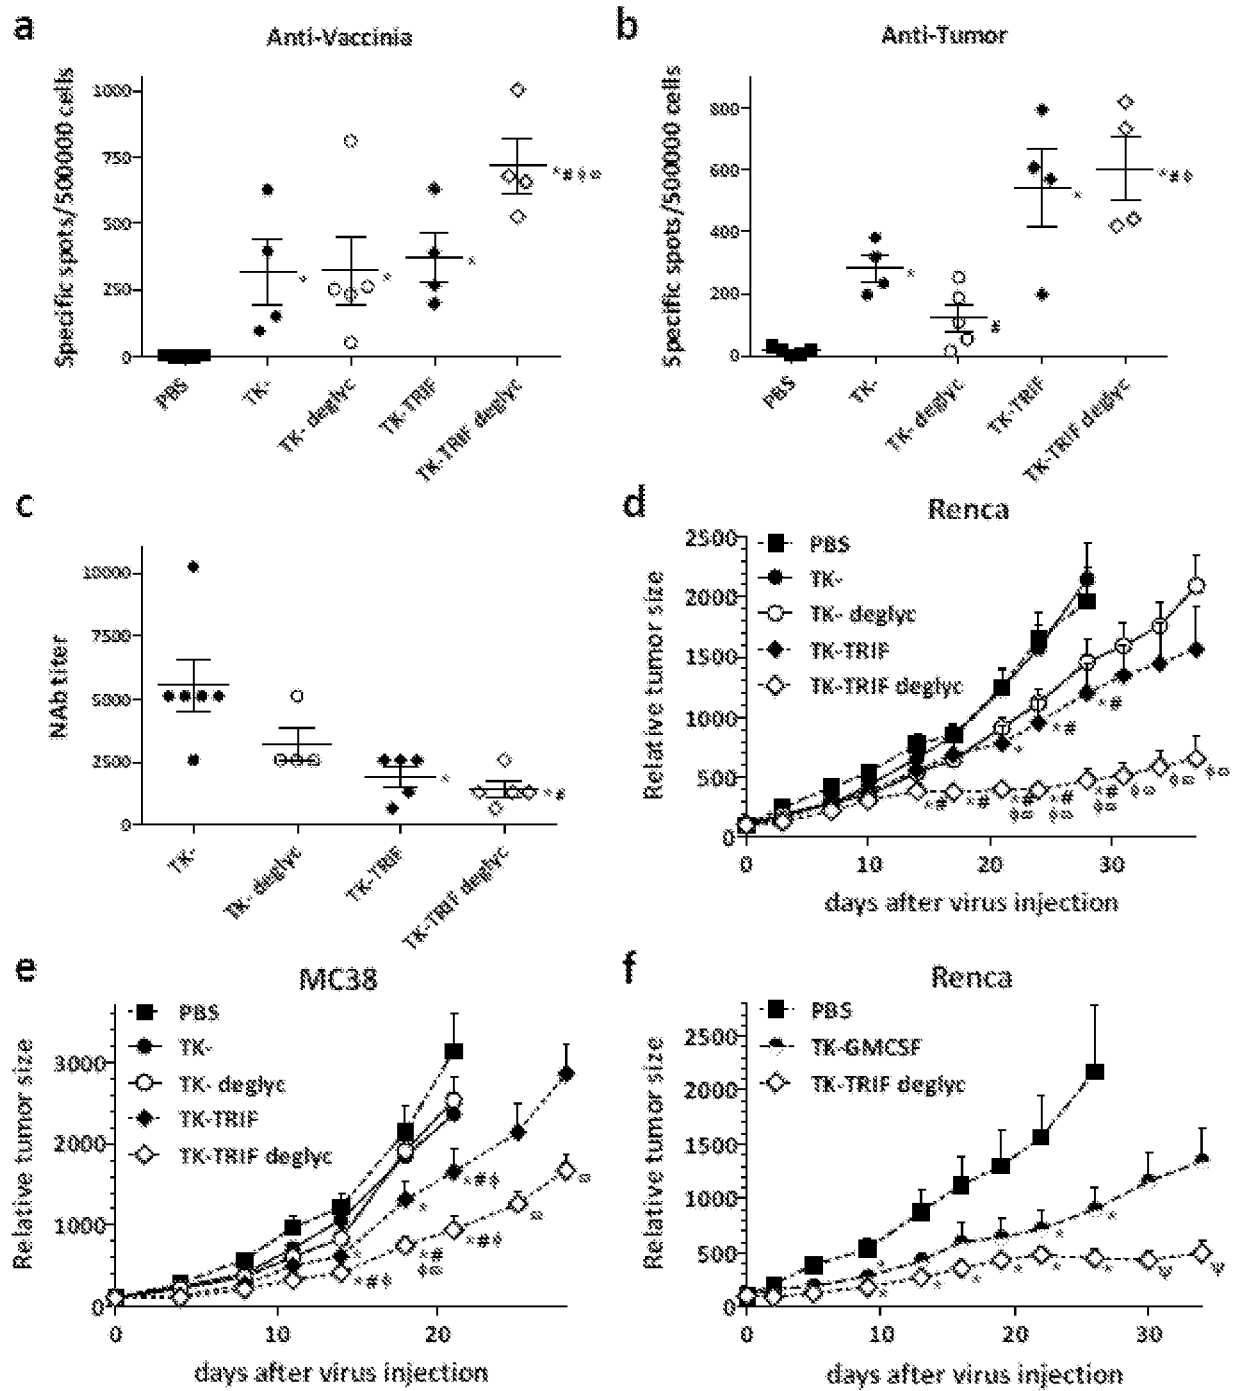 a
Anti-Vaccinia
Specific spots/500000 cells
1000
750
500
250
0
*
*
*
*#ϕ¤
PBS
TK-
TK- deglyc
TK-TRIF
TK-TRIF deglyc
b
Anti-Tumor
Specific spots/500000 cells
800
600
400
200
0
*
#
*
*#ϕ
PBS
TK-
TK- deglyc
TK-TRIF
TK-TRIF deglyc
c
NAb titer
10000
7500
5000
2500
0
*
*#
TK-
TK- deglyc
TK-TRIF
TK-TRIF deglyc
d
Renca
Relative tumor size
2500
2000
1500
1000
500
0
PBS
TK-
TK- deglyc
TK-TRIF
TK-TRIF deglyc
*
*#
*#
*#
*#
*#
ϕ¤
*#
ϕ¤
*#
ϕ¤
ϕ¤
ϕ¤
ϕ¤
0
10
20
30
days after virus injection
e
MC38
Relative tumor size
3000
2000
1000
0
PBS
TK-
TK- deglyc
TK-TRIF
TK-TRIF deglyc
*
*
*#ϕ
*#ϕ
*#
ϕ¤
*#ϕ
¤
¤
0
10
20
days after virus injection
f
Renca
Relative tumor size
2500
2000
1500
1000
500
0
PBS
TK-GMCSF
TK-TRIF deglyc
*
*
*
*
*
*
*
*
*
ψ
ψ
0
10
20
30
days after virus injection